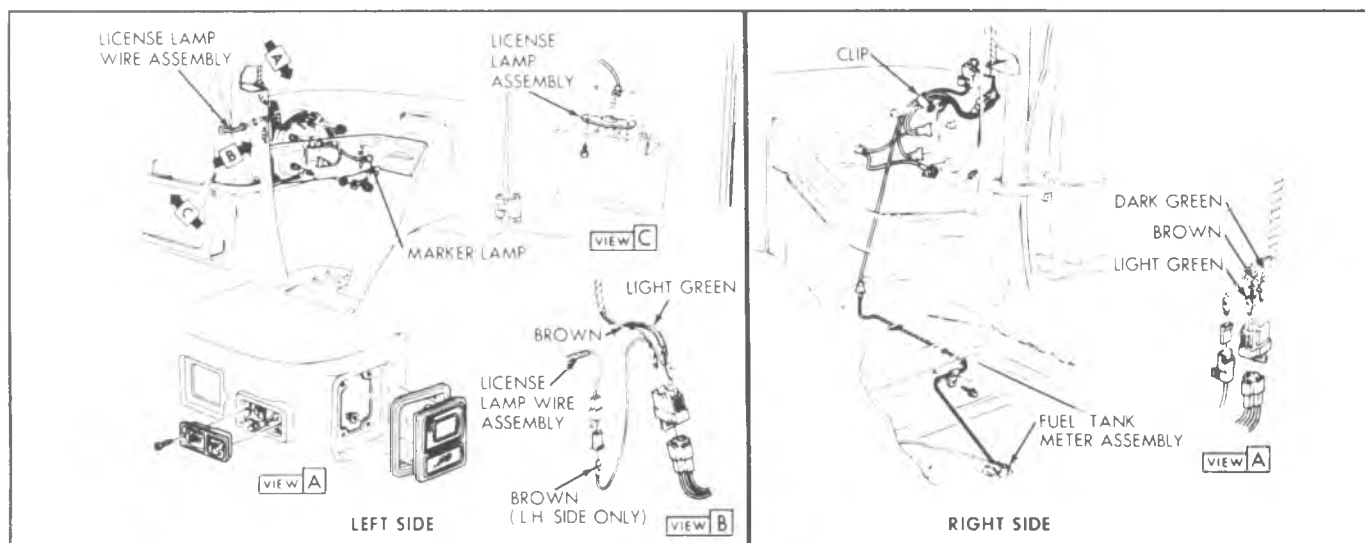 LICENSE LAMP
WIRE ASSEMBLY
A
B
C
MARKER LAMP
LICENSE
LAMP
ASSEMBLY
VIEW C
VIEW A
LIGHT GREEN
BROWN
LICENSE
LAMP WIRE
ASSEMBLY
BROWN
(LH SIDE ONLY)
VIEW B
LEFT SIDE
CLIP
DARK GREEN
BROWN
LIGHT GREEN
FUEL TANK
METER ASSEMBLY
VIEW A
RIGHT SIDE